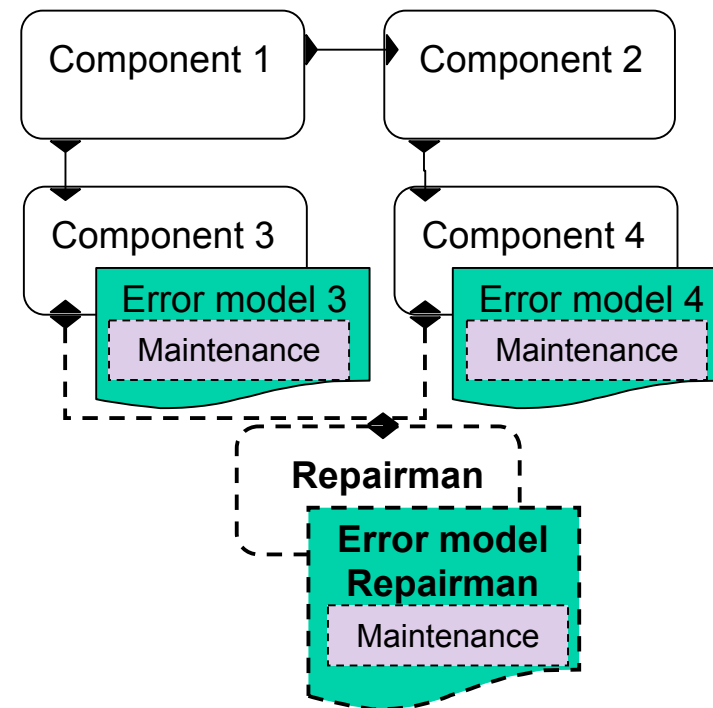 Component 1
Component 2
Component 3
Component 4
Error model 3
Error model 4
Maintenance
Maintenance
Repairman
Error model
Repairman
Maintenance